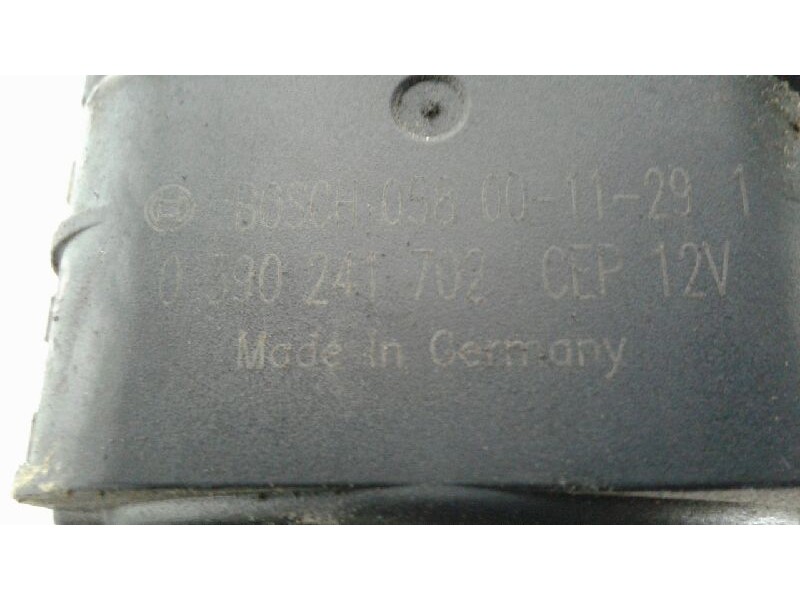 BOSCH 058 00-11-29 1
0 390 241 702 CEP 12V
Made in Germany